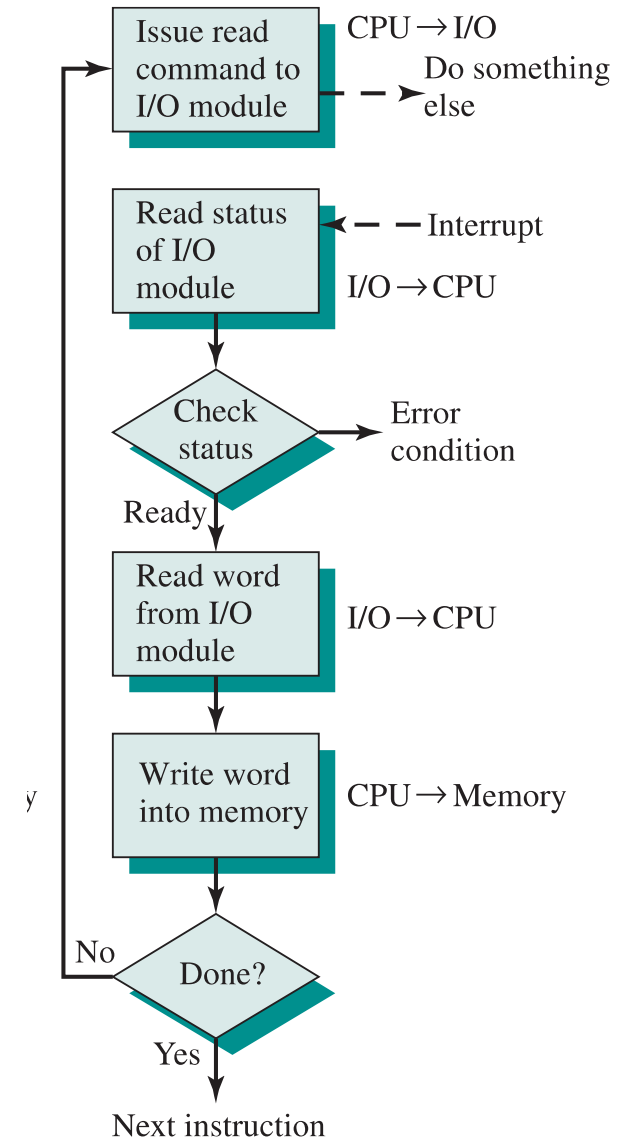 Issue read
command to
I/O module
CPU → I/O
Do something
else
Read status
of I/O
module
Interrupt
I/O → CPU
Check
status
Error
condition
Ready
Read word
from I/O
module
I/O → CPU
Write word
into memory
CPU → Memory
No
Done?
Yes
Next instruction